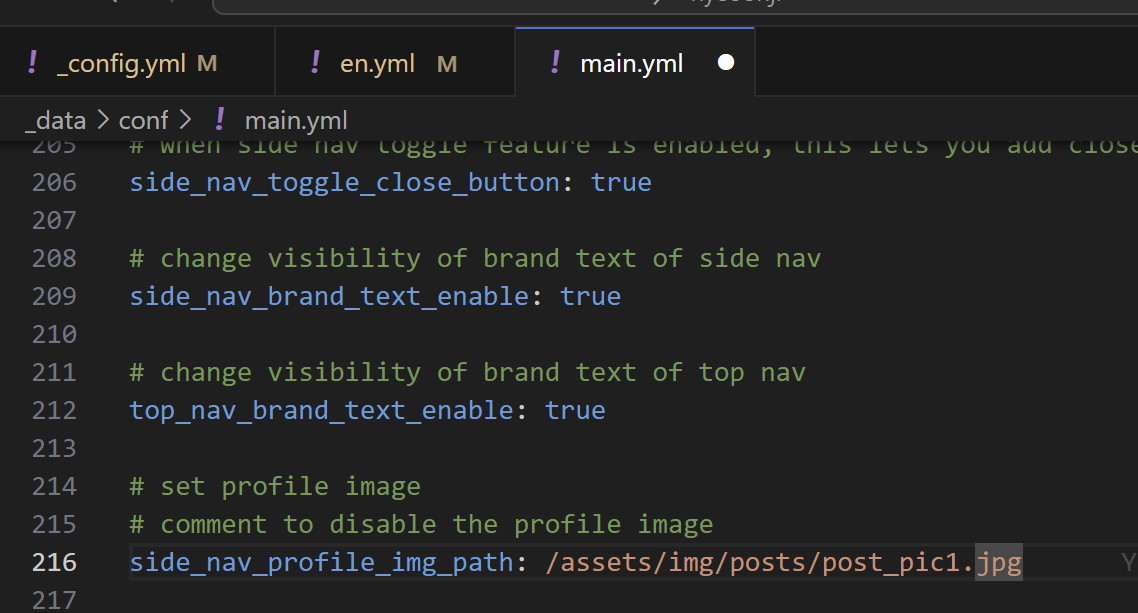 ! _config.yml M ! en.yml M ! main.yml
_data > conf > ! main.yml
205 # when side nav toggle feature is enabled, this lets you add close
206 side_nav_toggle_close_button: true
207
208 # change visibility of brand text of side nav
209 side_nav_brand_text_enable: true
210
211 # change visibility of brand text of top nav
212 top_nav_brand_text_enable: true
213
214 # set profile image
215 # comment to disable the profile image
216 side_nav_profile_img_path: /assets/img/posts/post_pic1.jpg
217